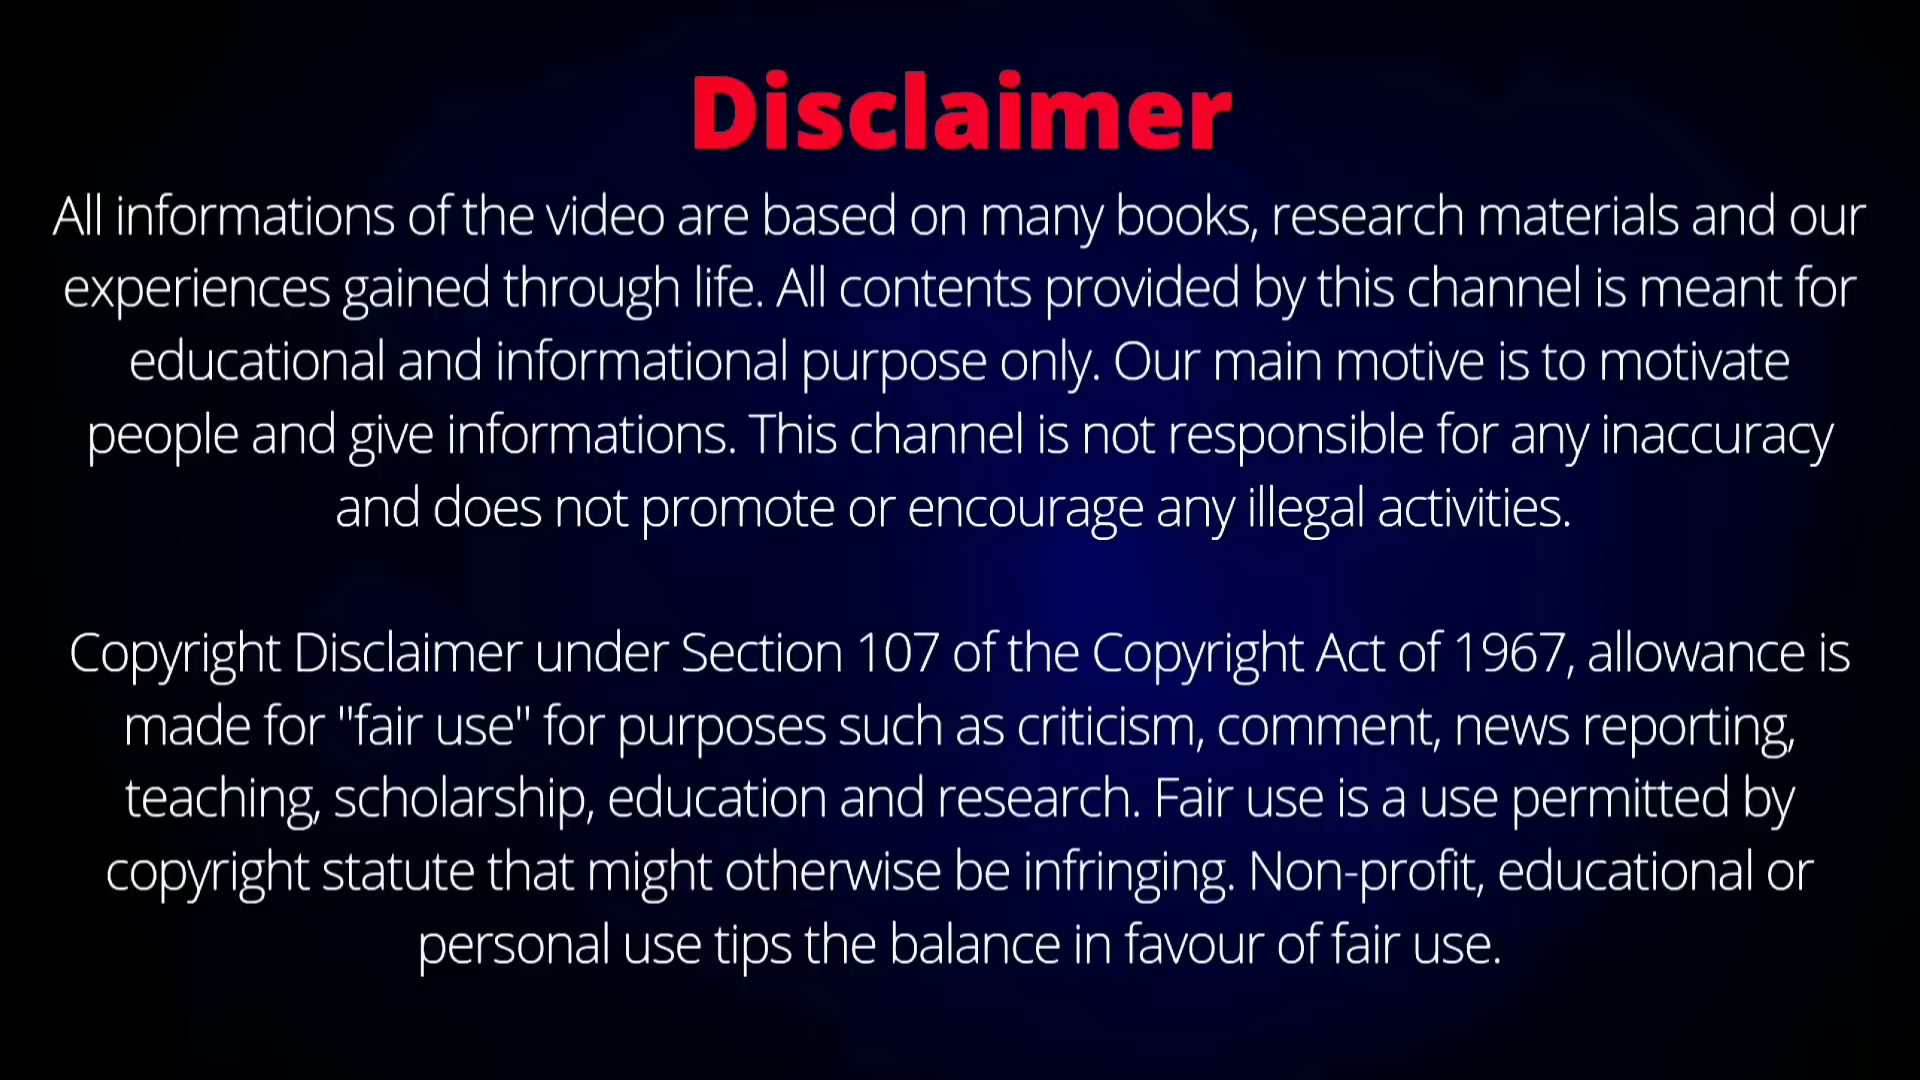 Disclaimer
All informations of the video are based on many books, research materials and our
experiences gained through life. All contents provided by this channel is meant for
educational and informational purpose only. Our main motive is to motivate
people and give informations. This channel is not responsible for any inaccuracy
and does not promote or encourage any illegal activities.
Copyright Disclaimer under Section 107 of the Copyright Act of 1967, allowance is
made for "fair use" for purposes such as criticism, comment, news reporting,
teaching, scholarship, education and research. Fair use is a use permitted by
copyright statute that might otherwise be infringing. Non-profit, educational or
personal use tips the balance in favour of fair use.